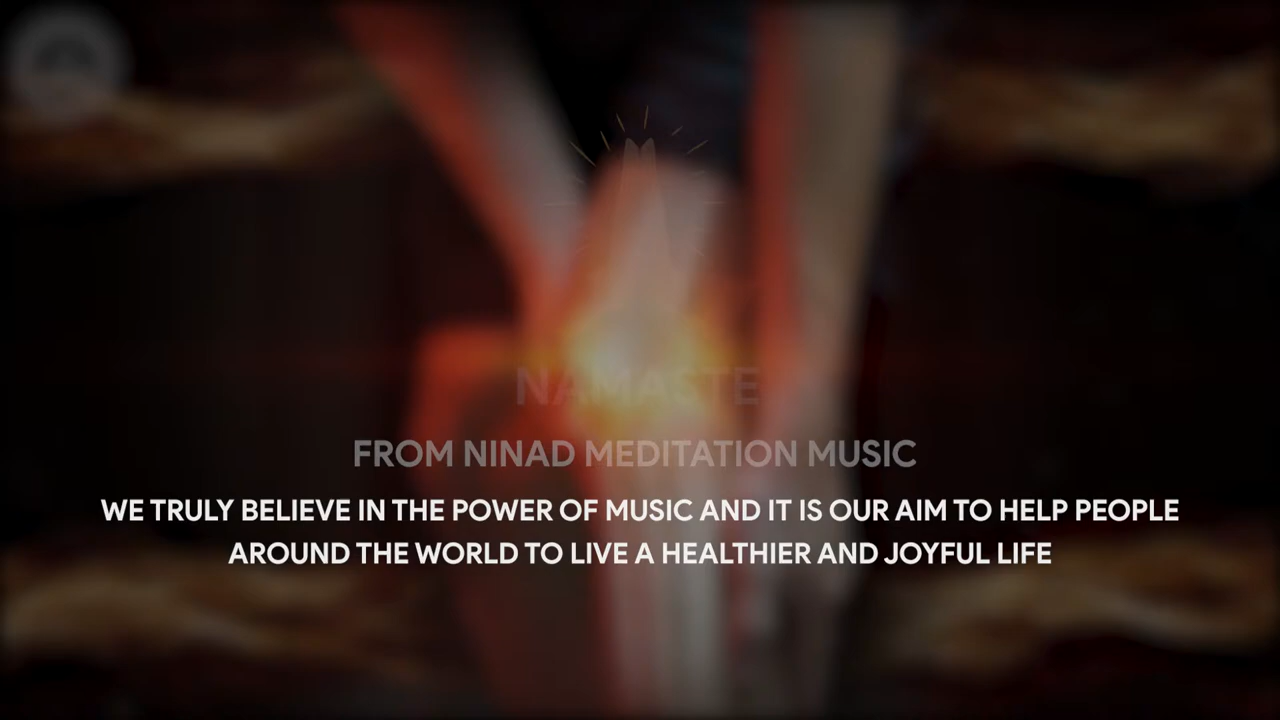 NAMASTE
FROM NINAD MEDITATION MUSIC
WE TRULY BELIEVE IN THE POWER OF MUSIC AND IT IS OUR AIM TO HELP PEOPLE
AROUND THE WORLD TO LIVE A HEALTHIER AND JOYFUL LIFE